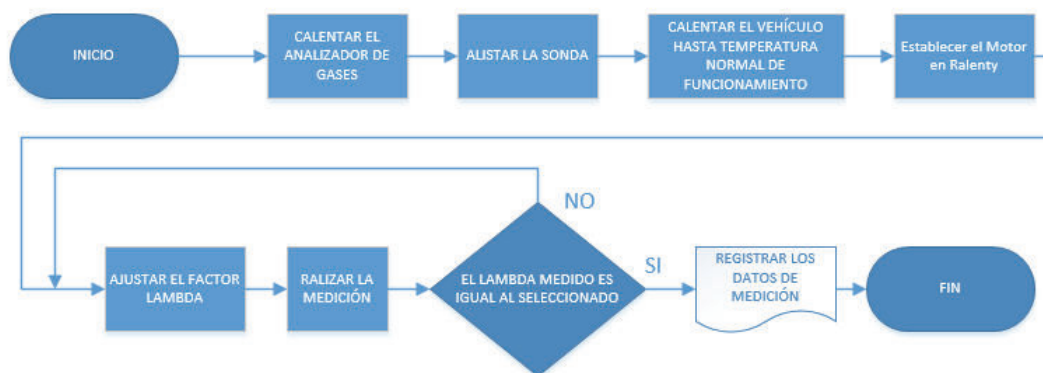 INICIO
CALENTAR EL
ANALIZADOR DE
GASES
ALISTAR LA SONDA
CALENTAR EL VEHÍCULO
HASTA TEMPERATURA
NORMAL DE
FUNCIONAMIENTO
Establecer el Motor
en Ralenty
AJUSTAR EL FACTOR
LAMBDA
RALIZAR LA
MEDICIÓN
NO
EL LAMBDA MEDIDO ES
IGUAL AL SELECCIONADO
SI
REGISTRAR LOS
DATOS DE
MEDICIÓN
FIN